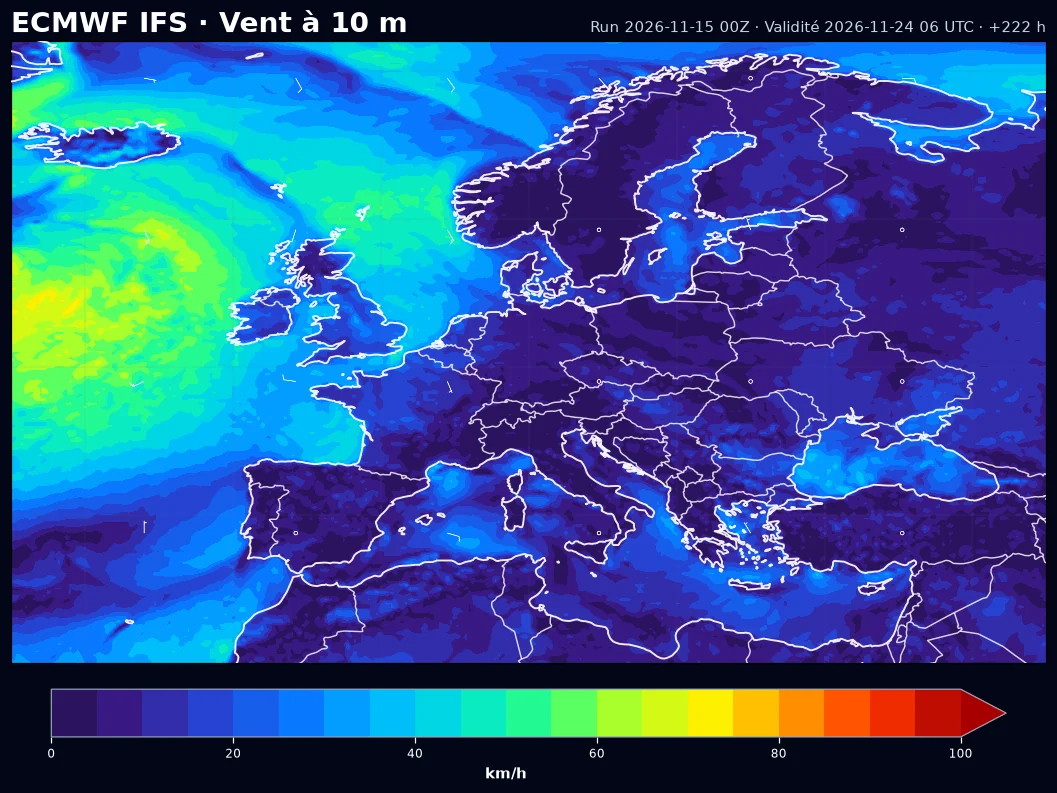 ECMWF IFS · Vent à 10 m
Run 2026-11-15 00Z · Validité 2026-11-24 06 UTC · +222 h
0 20 40 60 80 100
km/h